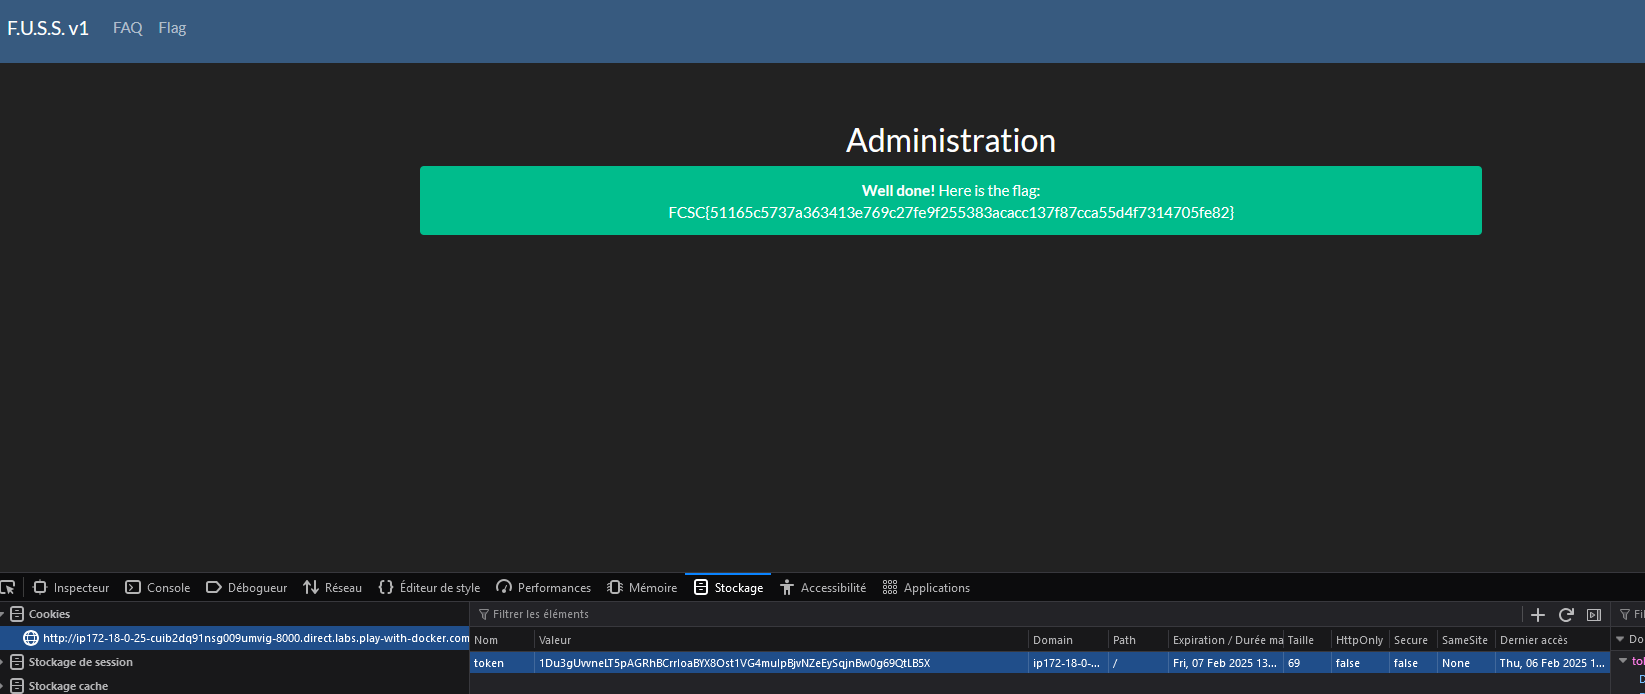 F.U.S.S. v1 FAQ Flag
Administration
Well done! Here is the flag:
FCSC{51165c5737a363413e769c27fe9f255383acacc137f87cca55d4f7314705fe82}
Inspecteur Console Débogueur Réseau Éditeur de style Performances Mémoire Stockage Accessibilité Applications
Cookies Filtrer les éléments Fil
http://ip172-18-0-25-cuib2dq91nsg009umvig-8000.direct.labs.play-with-docker.com Nom Valeur Domain Path Expiration / Durée ma Taille HttpOnly Secure SameSite Dernier accès Do
Stockage de session token 1Du3gUvvneLT5pAGRhBCrrloaBYX8Ost1VG4mulpBjvNZeEySqjnBw0g69QtLB5X ip172-18-0-... / Fri, 07 Feb 2025 13... 69 false false None Thu, 06 Feb 2025 1... to
Stockage cache